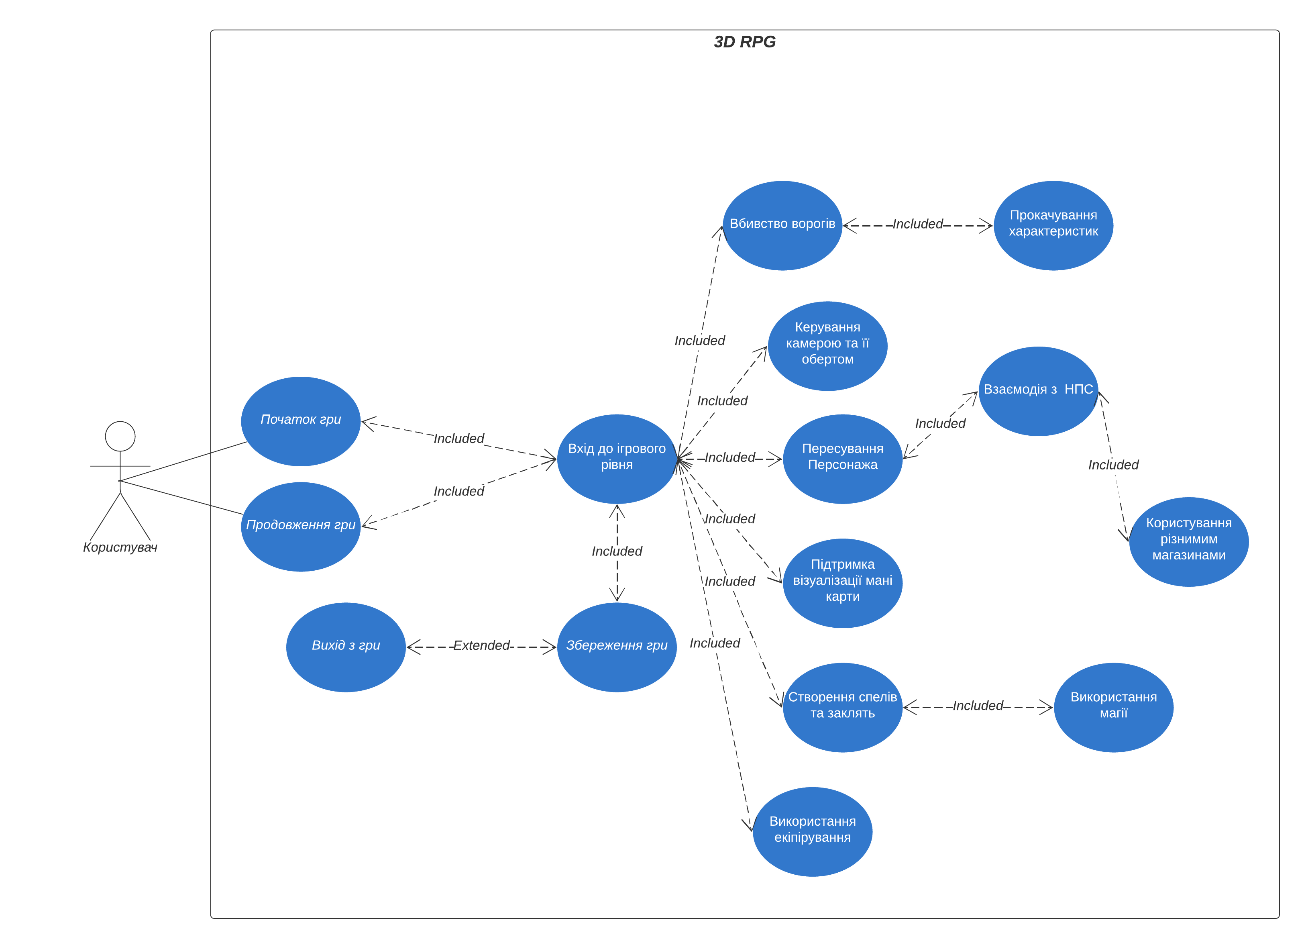 3D RPG
Вбивство ворогів
Included
Прокачування
характеристик
Included
Керування
камерою та її
обертом
Included
Взаємодія з  НПС
Included
Початок гри
Included
Вхід до ігрового
рівня
Included
Пересування
Персонажа
Included
Included
Продовження гри
Користувач
Included
Included
Підтримка
візуалізації мані
карти
Користування
різнимим
магазинами
Included
Included
Вихід з гри
Extended
Збереження гри
Створення спелів
та заклять
Included
Використання
магії
Використання
екіпірування